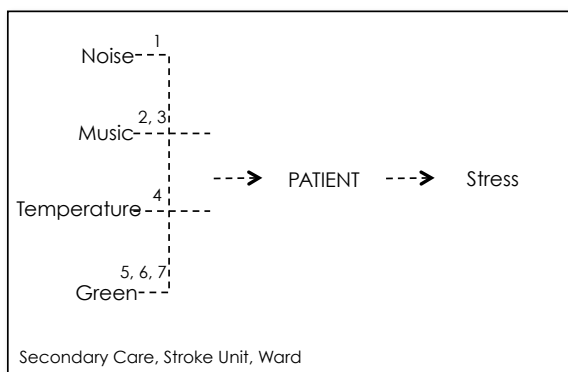 1
Noise
2, 3
Music
PATIENT
Stress
4
Temperature
5, 6, 7
Green
Secondary Care, Stroke Unit, Ward